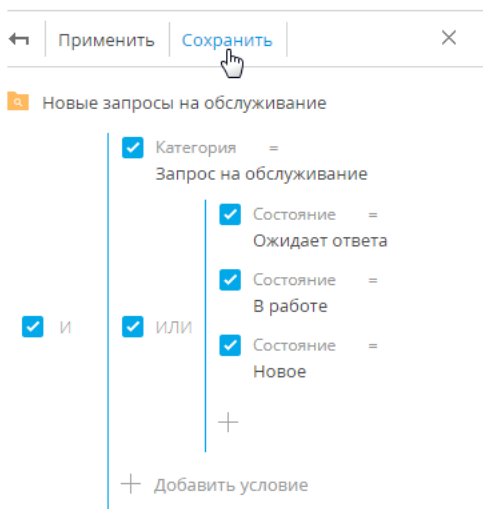 Применить Сохранить
Новые запросы на обслуживание
Категория =
Запрос на обслуживание
Состояние =
Ожидает ответа
Состояние =
В работе
И ИЛИ
Состояние =
Новое
Добавить условие